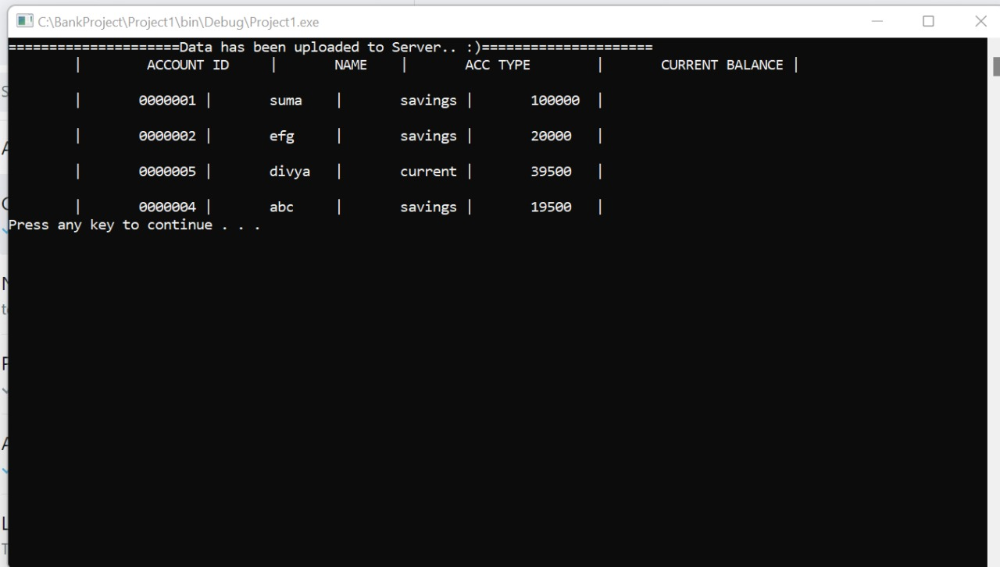 C:\BankProject\Project1\bin\Debug\Project1.exe
=====================Data has been uploaded to Server.. :)=====================
| ACCOUNT ID | NAME | ACC TYPE | CURRENT BALANCE |
| 0000001 | suma | savings | 100000 |
| 0000002 | efg | savings | 20000 |
| 0000005 | divya | current | 39500 |
| 0000004 | abc | savings | 19500 |
Press any key to continue . . .